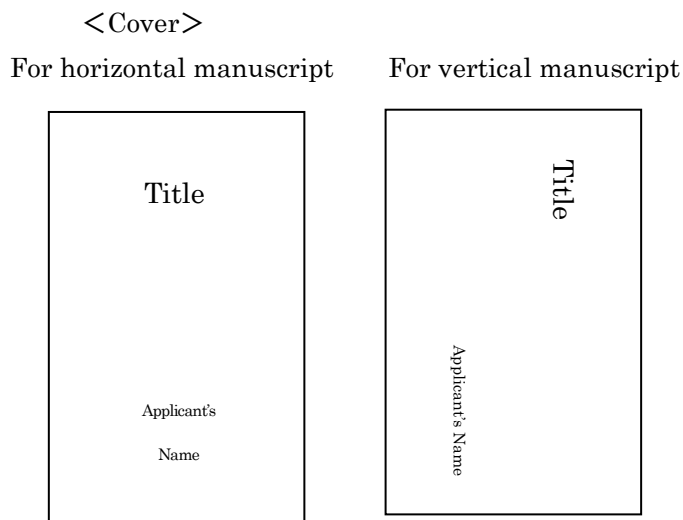 ＜Cover＞
For horizontal manuscript
For vertical manuscript
Title
Applicant's
Name
Title
Applicant's Name